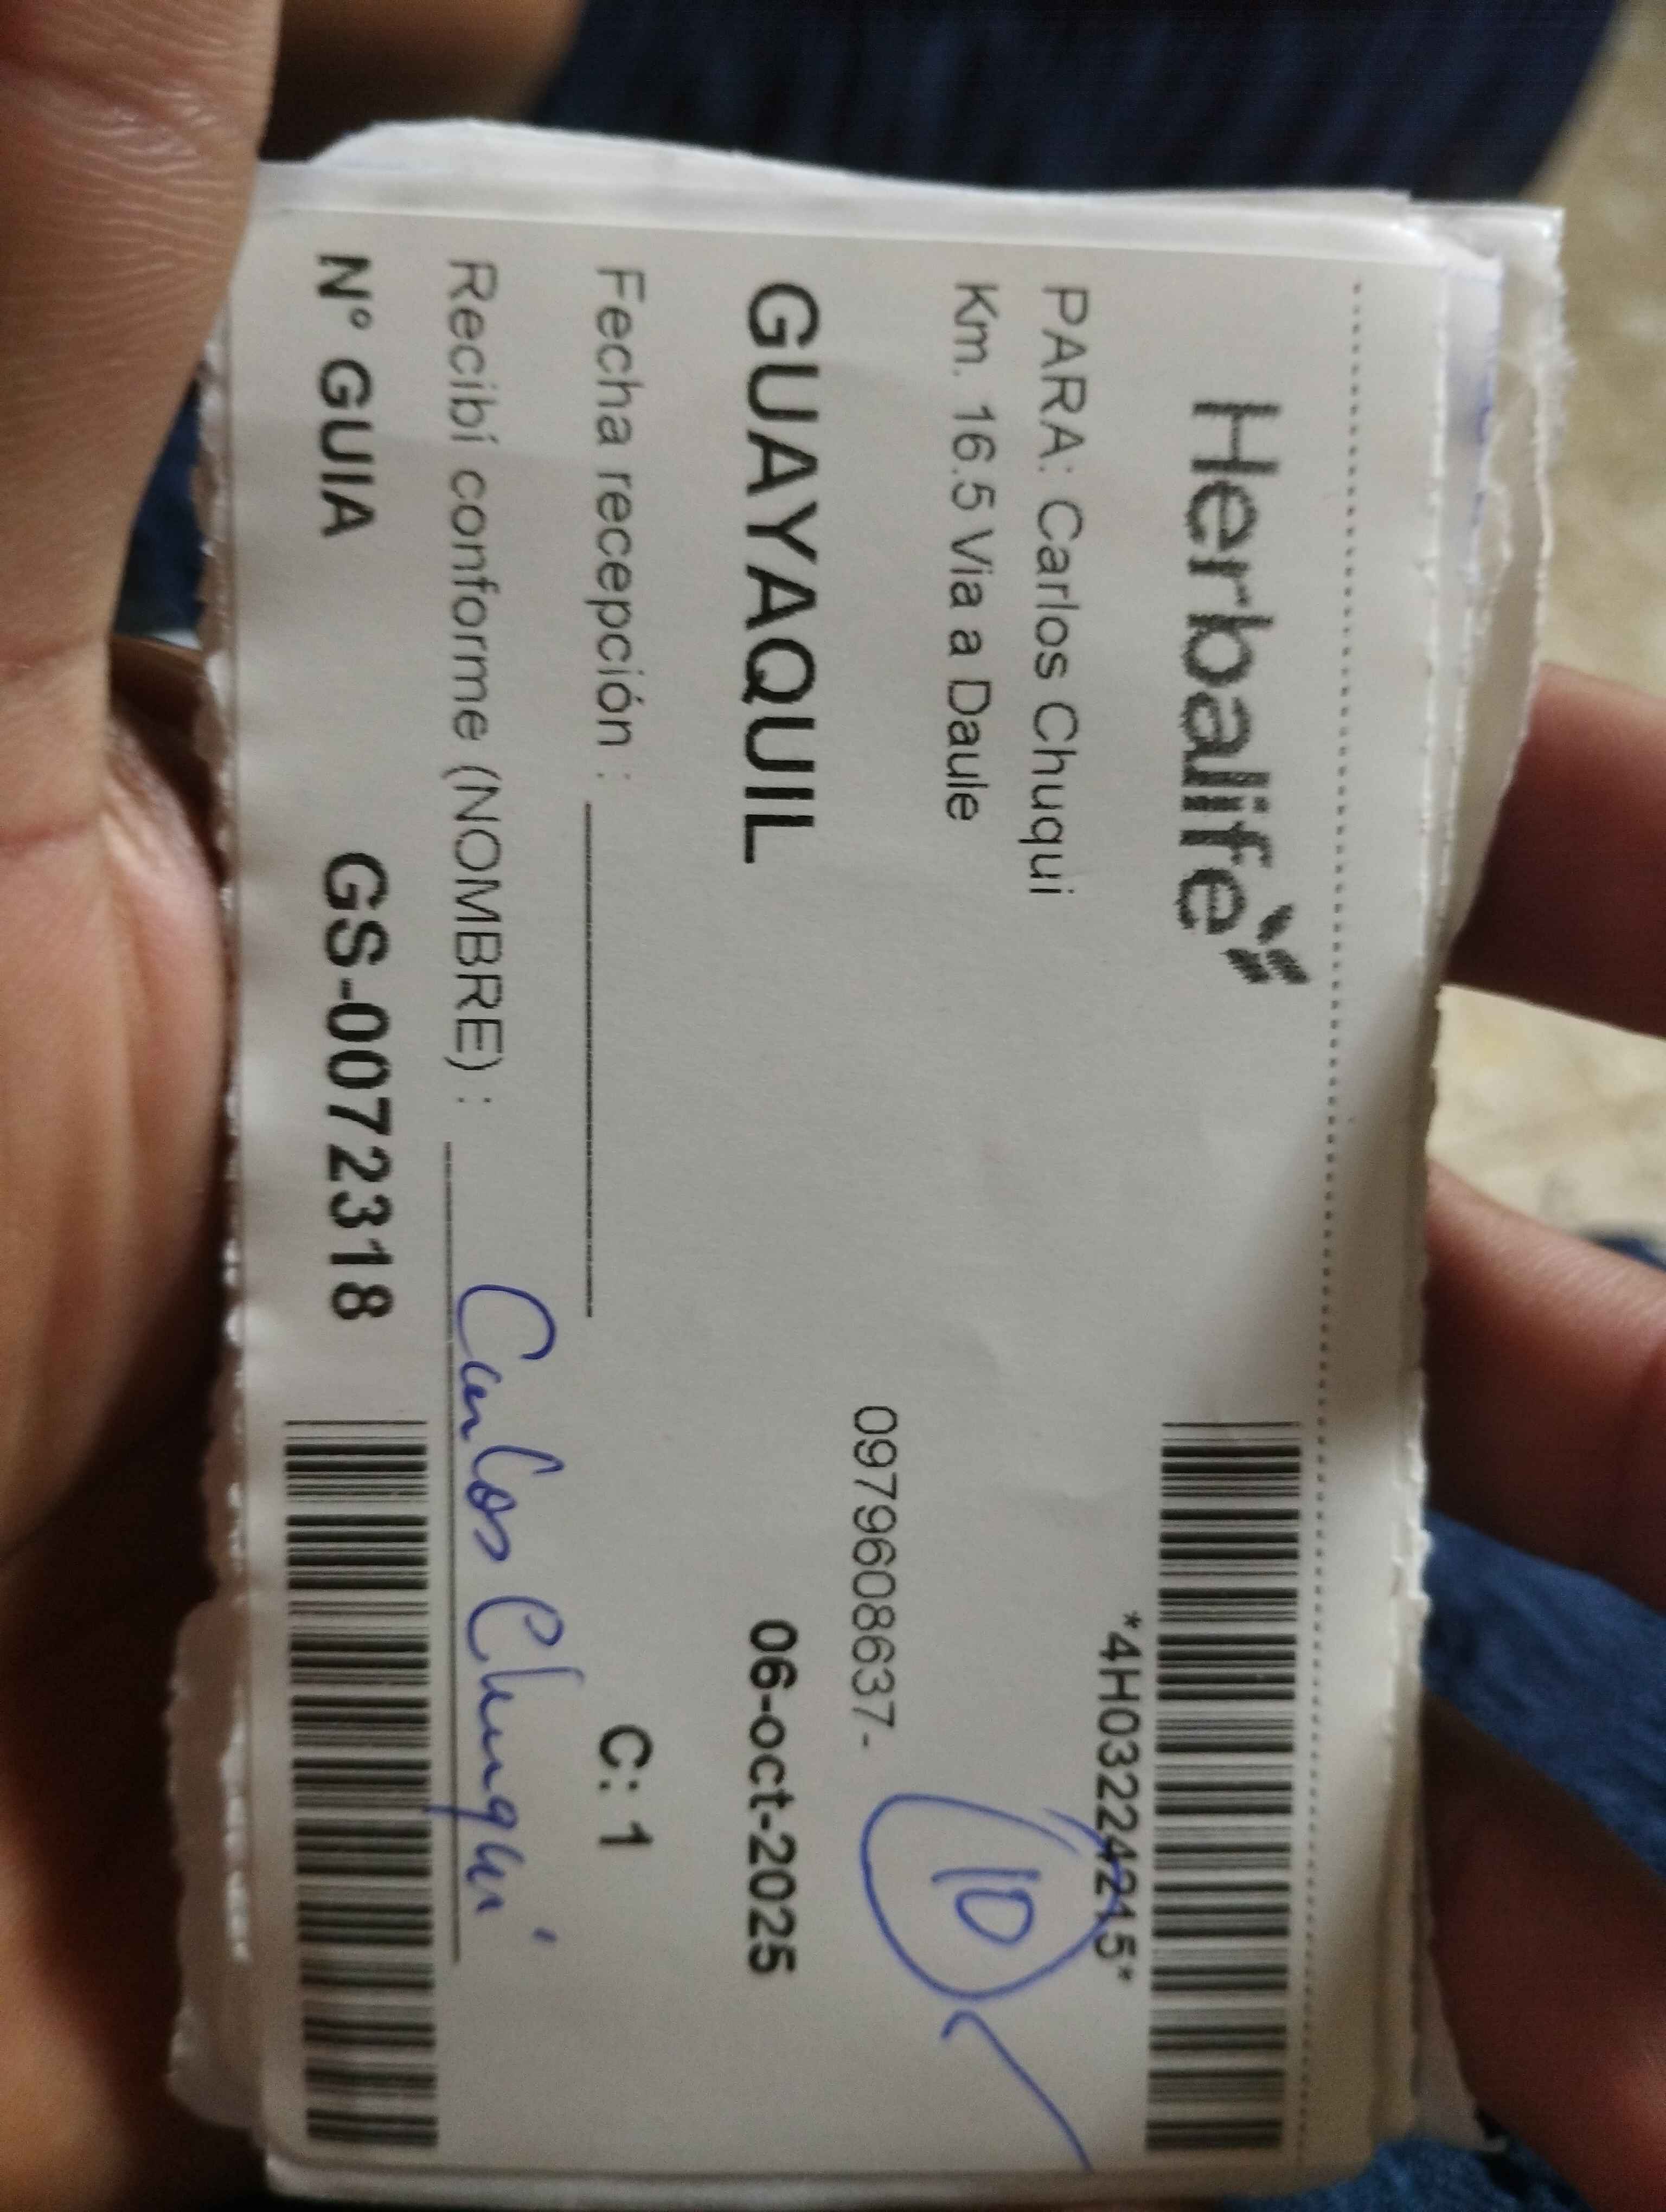 Herbalife
*4H03224215*
PARA: Carlos Chuqui
Km. 16.5 Via a Daule
10
0979608637-
GUAYAQUIL
06-oct-2025
Fecha recepción :
C: 1
Recibí conforme (NOMBRE) : Carlos Chuqui
N° GUIA GS-0072318